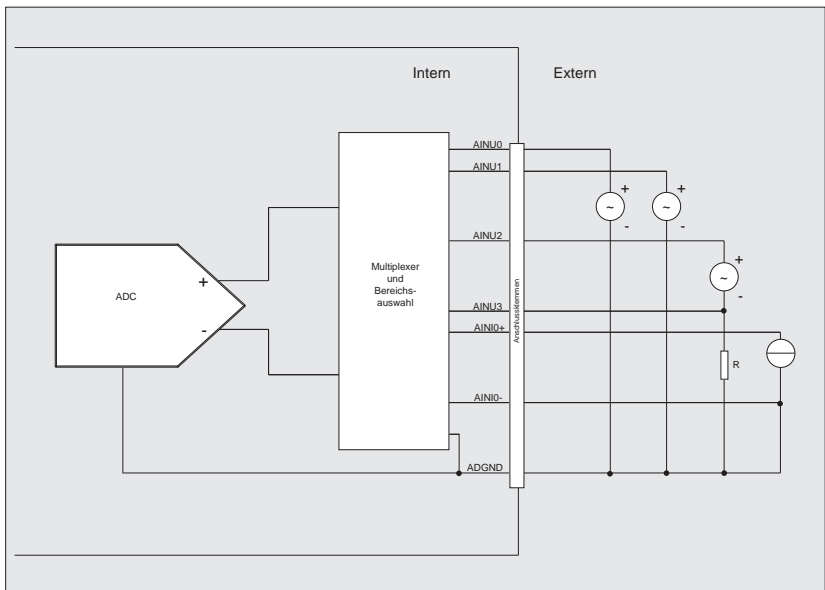 Intern
Extern
AINU0
AINU1
+
+
~
~
-
-
AINU2
+
~
-
Multiplexer
und
Bereichs-
auswahl
ADC
+
-
AINU3
AINI0+
Anschlussklemmen
R
AINI0-
ADGND